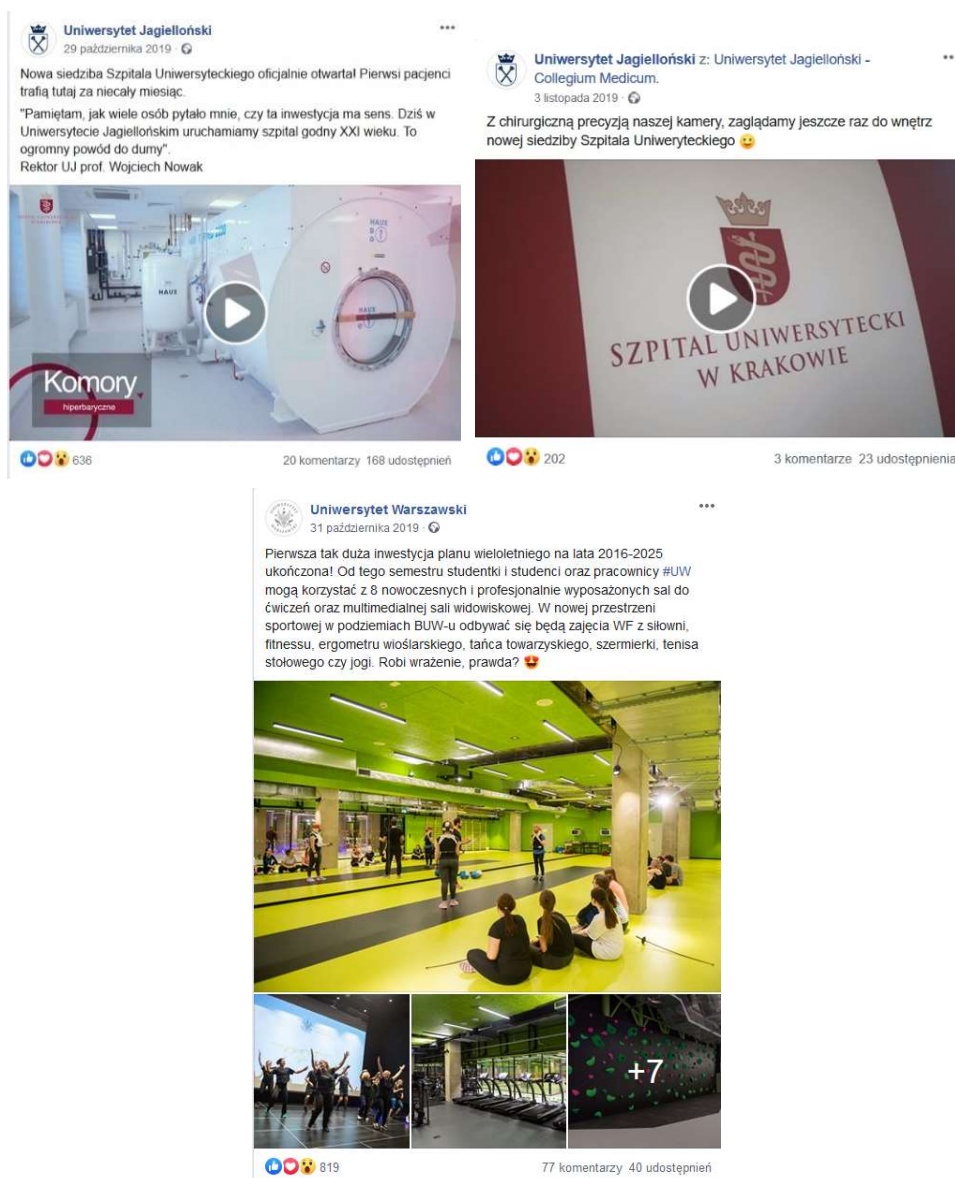 Uniwersytet Jagielloński
29 października 2019
Nowa siedziba Szpitala Uniwersyteckiego oficjalnie otwarta! Pierwsi pacjenci
trafią tutaj za niecały miesiąc.
"Pamiętam, jak wiele osób pytało mnie, czy ta inwestycja ma sens. Dziś w
Uniwersytecie Jagiellońskim uruchamiamy szpital godny XXI wieku. To
ogromny powód do dumy".
Rektor UJ prof. Wojciech Nowak
HAUX
HAUX
HAUX
Komory
hiperbaryczne
636
20 komentarzy 168 udostępnień
Uniwersytet Jagielloński z: Uniwersytet Jagielloński -
Collegium Medicum.
3 listopada 2019
Z chirurgiczną precyzją naszej kamery, zaglądamy jeszcze raz do wnętrz
nowej siedziby Szpitala Uniweryteckiego
SZPITAL UNIWERSYTECKI
W KRAKOWIE
202
3 komentarze 23 udostępnienia
Uniwersytet Warszawski
31 października 2019
Pierwsza tak duża inwestycja planu wieloletniego na lata 2016-2025
ukończona! Od tego semestru studentki i studenci oraz pracownicy #UW
mogą korzystać z 8 nowoczesnych i profesjonalnie wyposażonych sal do
ćwiczeń oraz multimedialnej sali widowiskowej. W nowej przestrzeni
sportowej w podziemiach BUW-u odbywać się będą zajęcia WF z siłowni,
fitnessu, ergometru wioślarskiego, tańca towarzyskiego, szermierki, tenisa
stołowego czy jogi. Robi wrażenie, prawda?
+7
819
77 komentarzy 40 udostępnień